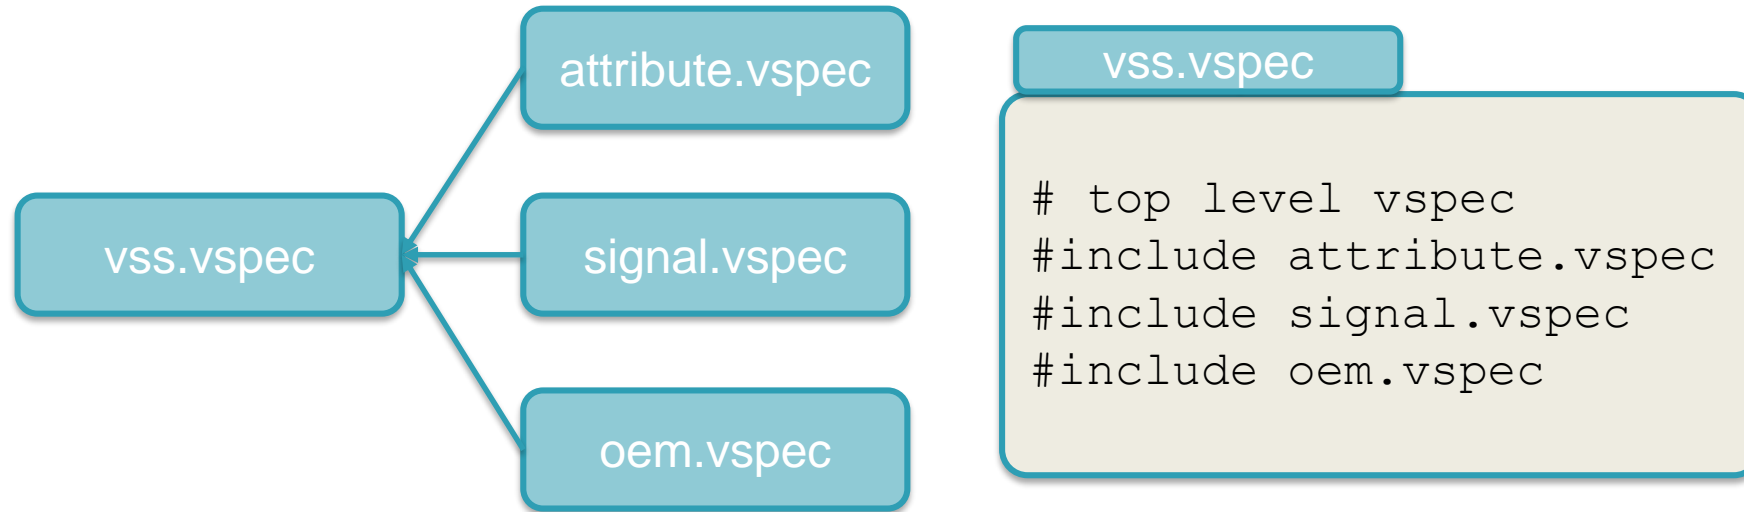 attribute.vspec
vss.vspec
signal.vspec
oem.vspec
vss.vspec
# top level vspec
#include attribute.vspec
#include signal.vspec
#include oem.vspec